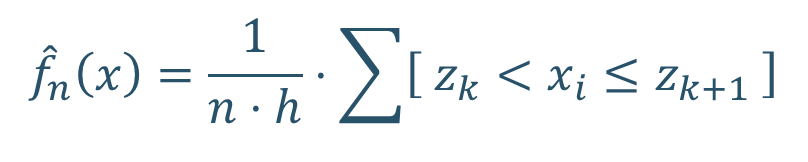 f̂ₙ(x) = 1/(n · h) · ∑[ zₖ < xᵢ ≤ zₖ₊₁ ]